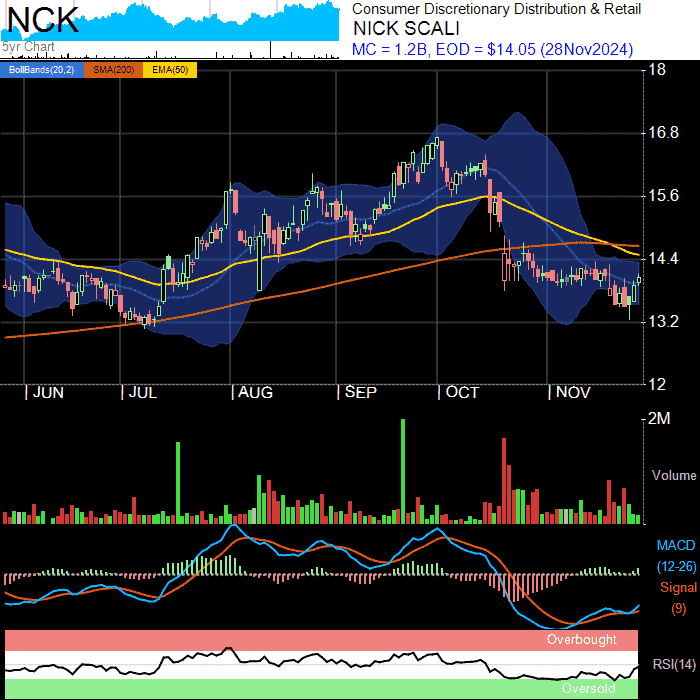 NCK
5yr Chart
Consumer Discretionary Distribution & Retail
NICK SCALI
MC = 1.2B, EOD = $14.05 (28Nov2024)
BollBands(20,2) SMA(200) EMA(50)
18
16.8
15.6
14.4
13.2
12
JUN JUL AUG SEP OCT NOV
2M
Volume
MACD
(12-26)
Signal
(9)
Overbought
RSI(14)
Oversold